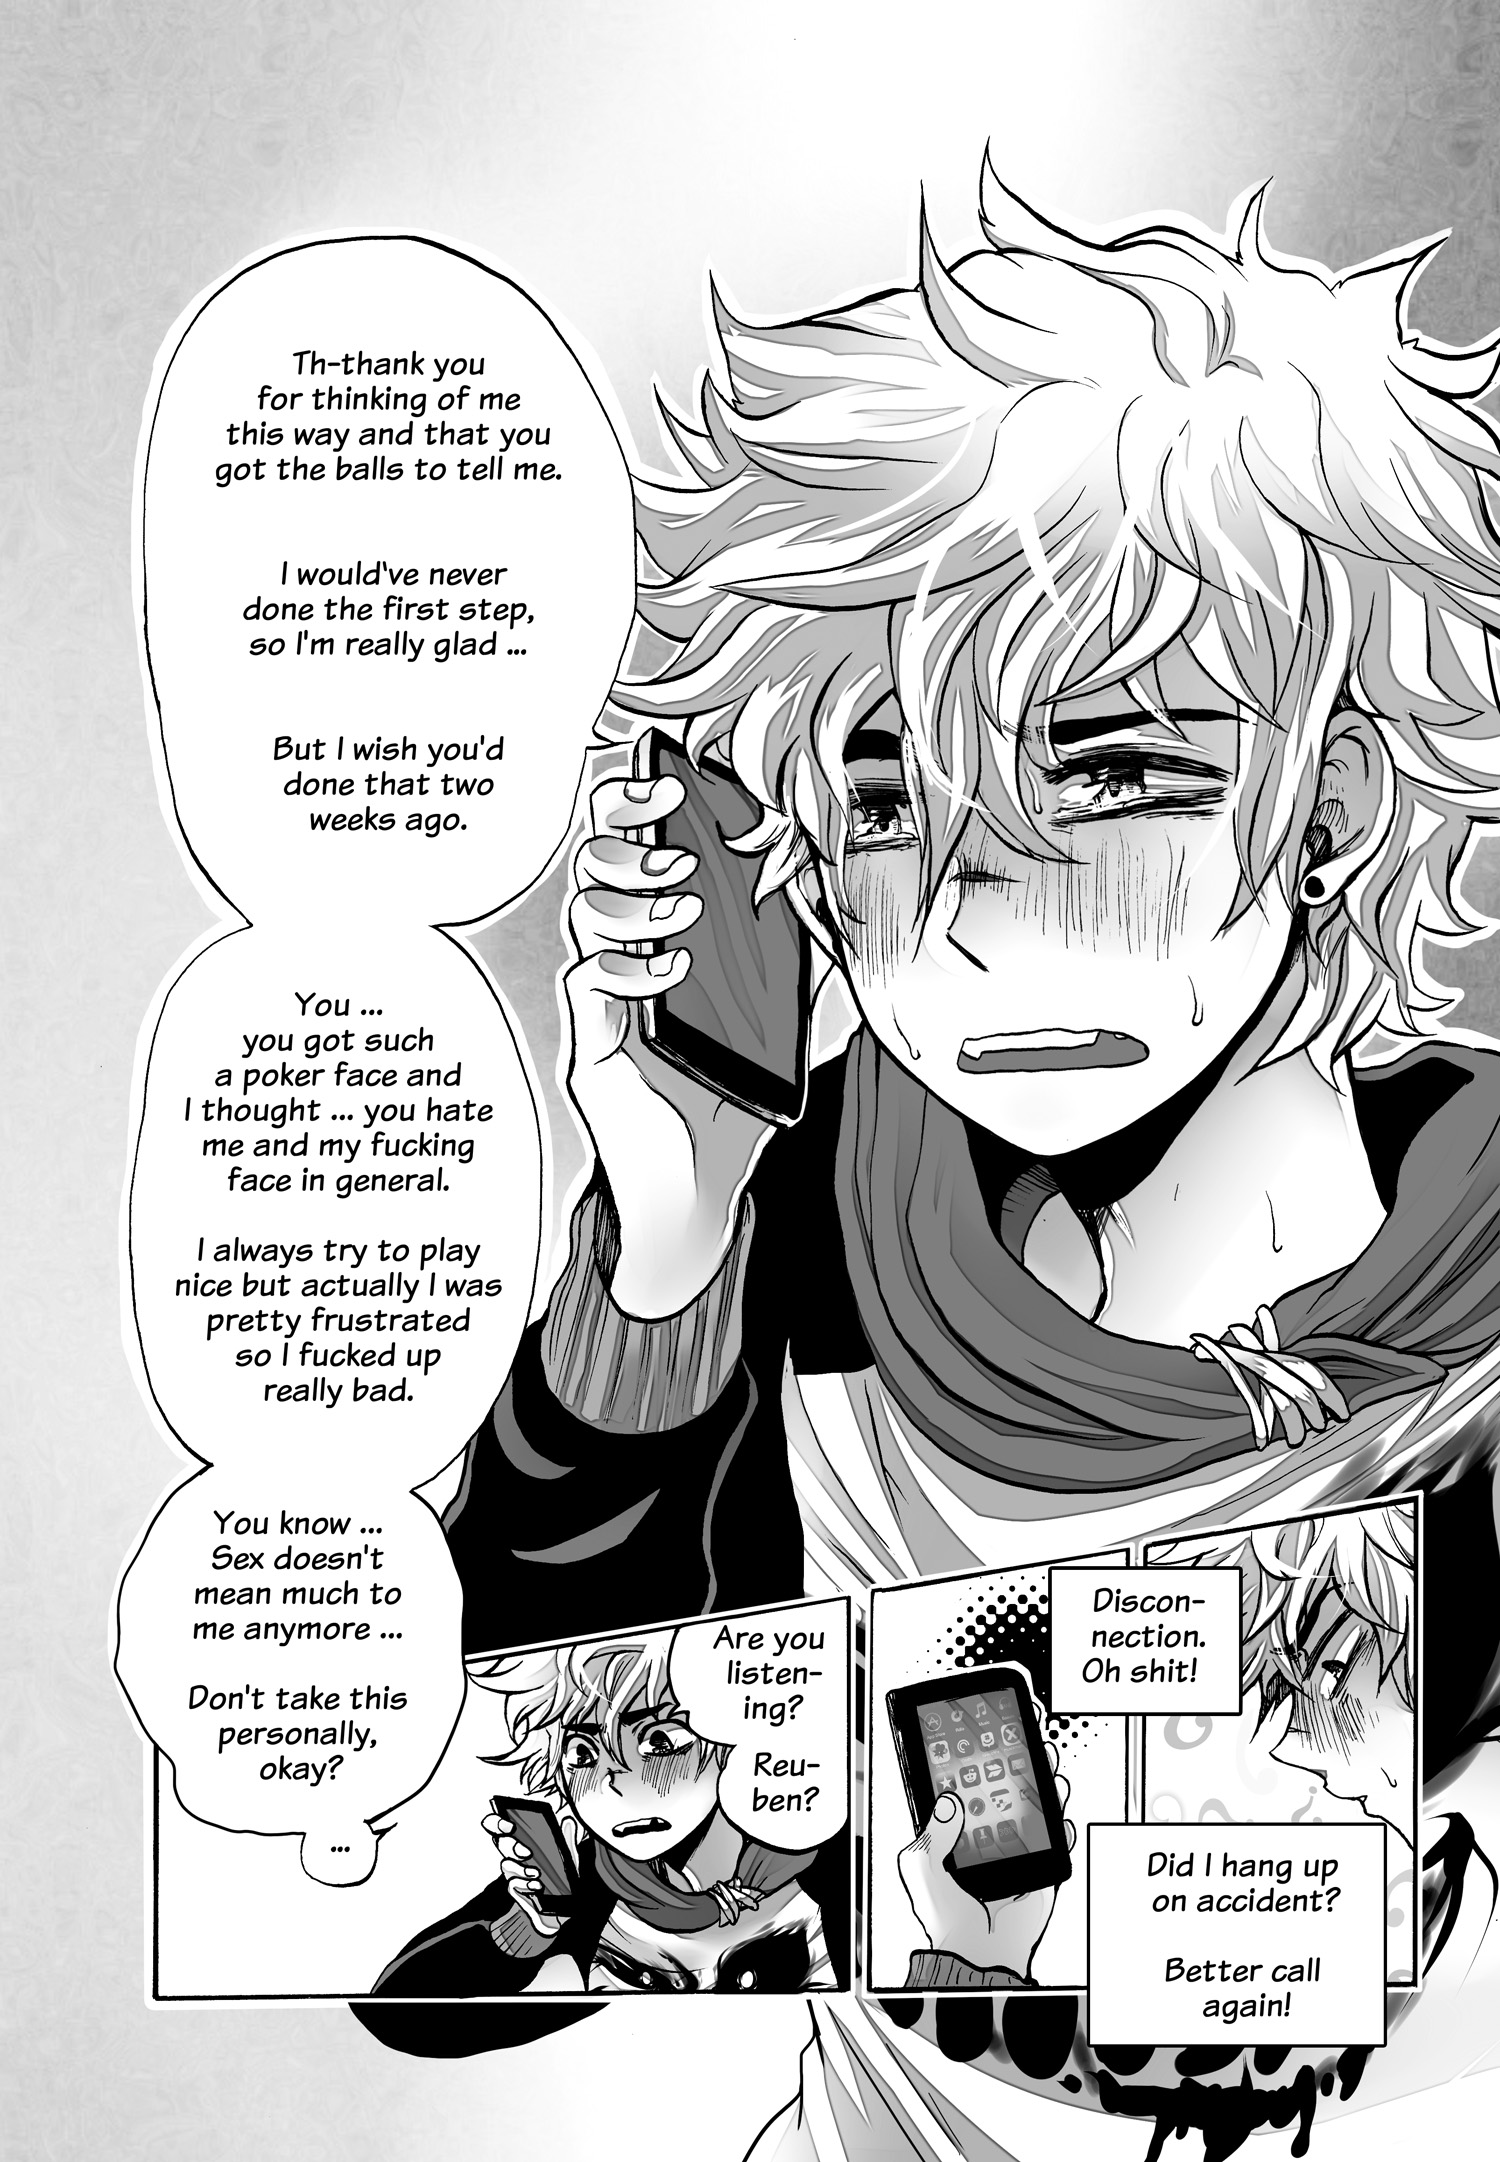 Th-thank you
for thinking of me
this way and that you
got the balls to tell me.
I would've never
done the first step,
so I'm really glad ...
But I wish you'd
done that two
weeks ago.
You ...
you got such
a poker face and
I thought ... you hate
me and my fucking
face in general.
I always try to play
nice but actually I was
pretty frustrated
so I fucked up
really bad.
You know ...
Sex doesn't
mean much to
me anymore ...
Don't take this
personally,
okay?
...
Are you
listen-
ing?
Reu-
ben?
Discon-
nection.
Oh shit!
Did I hang up
on accident?
Better call
again!